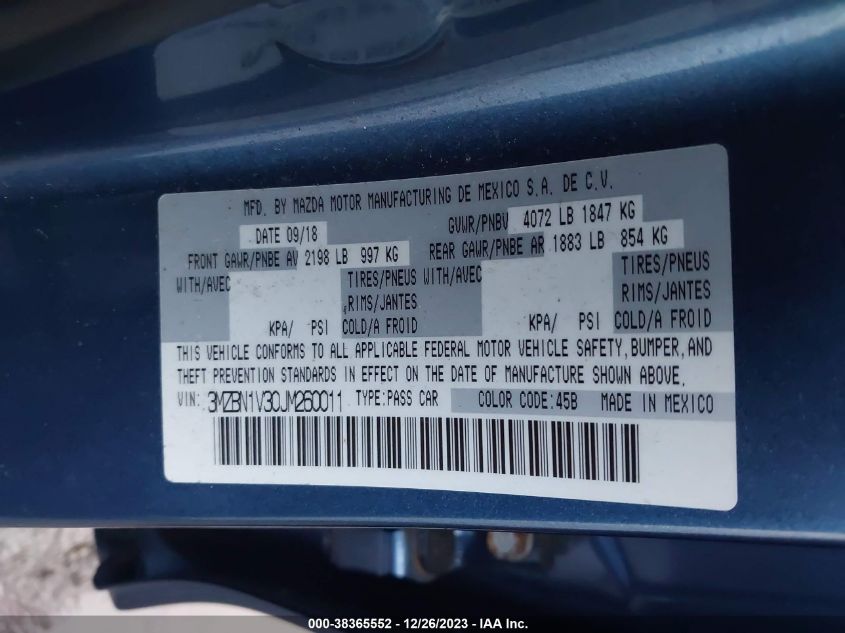 MFD. BY MAZDA MOTOR MANUFACTURING DE MEXICO S.A. DE C.V.
DATE 09/18 GVWR/PNBV 4072 LB 1847 KG
FRONT GAWR/PNBE AV 2198 LB 997 KG REAR GAWR/PNBE AR 1883 LB 854 KG
WITH/AVEC TIRES/PNEUS WITH/AVEC TIRES/PNEUS
RIMS/JANTES RIMS/JANTES
KPA/ PSI COLD/A FROID KPA/ PSI COLD/A FROID
THIS VEHICLE CONFORMS TO ALL APPLICABLE FEDERAL MOTOR VEHICLE SAFETY, BUMPER, AND
THEFT PREVENTION STANDARDS IN EFFECT ON THE DATE OF MANUFACTURE SHOWN ABOVE.
VIN: 3MZBN1V30JM260011 TYPE:PASS CAR COLOR CODE:45B MADE IN MEXICO
000-38365552 - 12/26/2023 - IAA Inc.